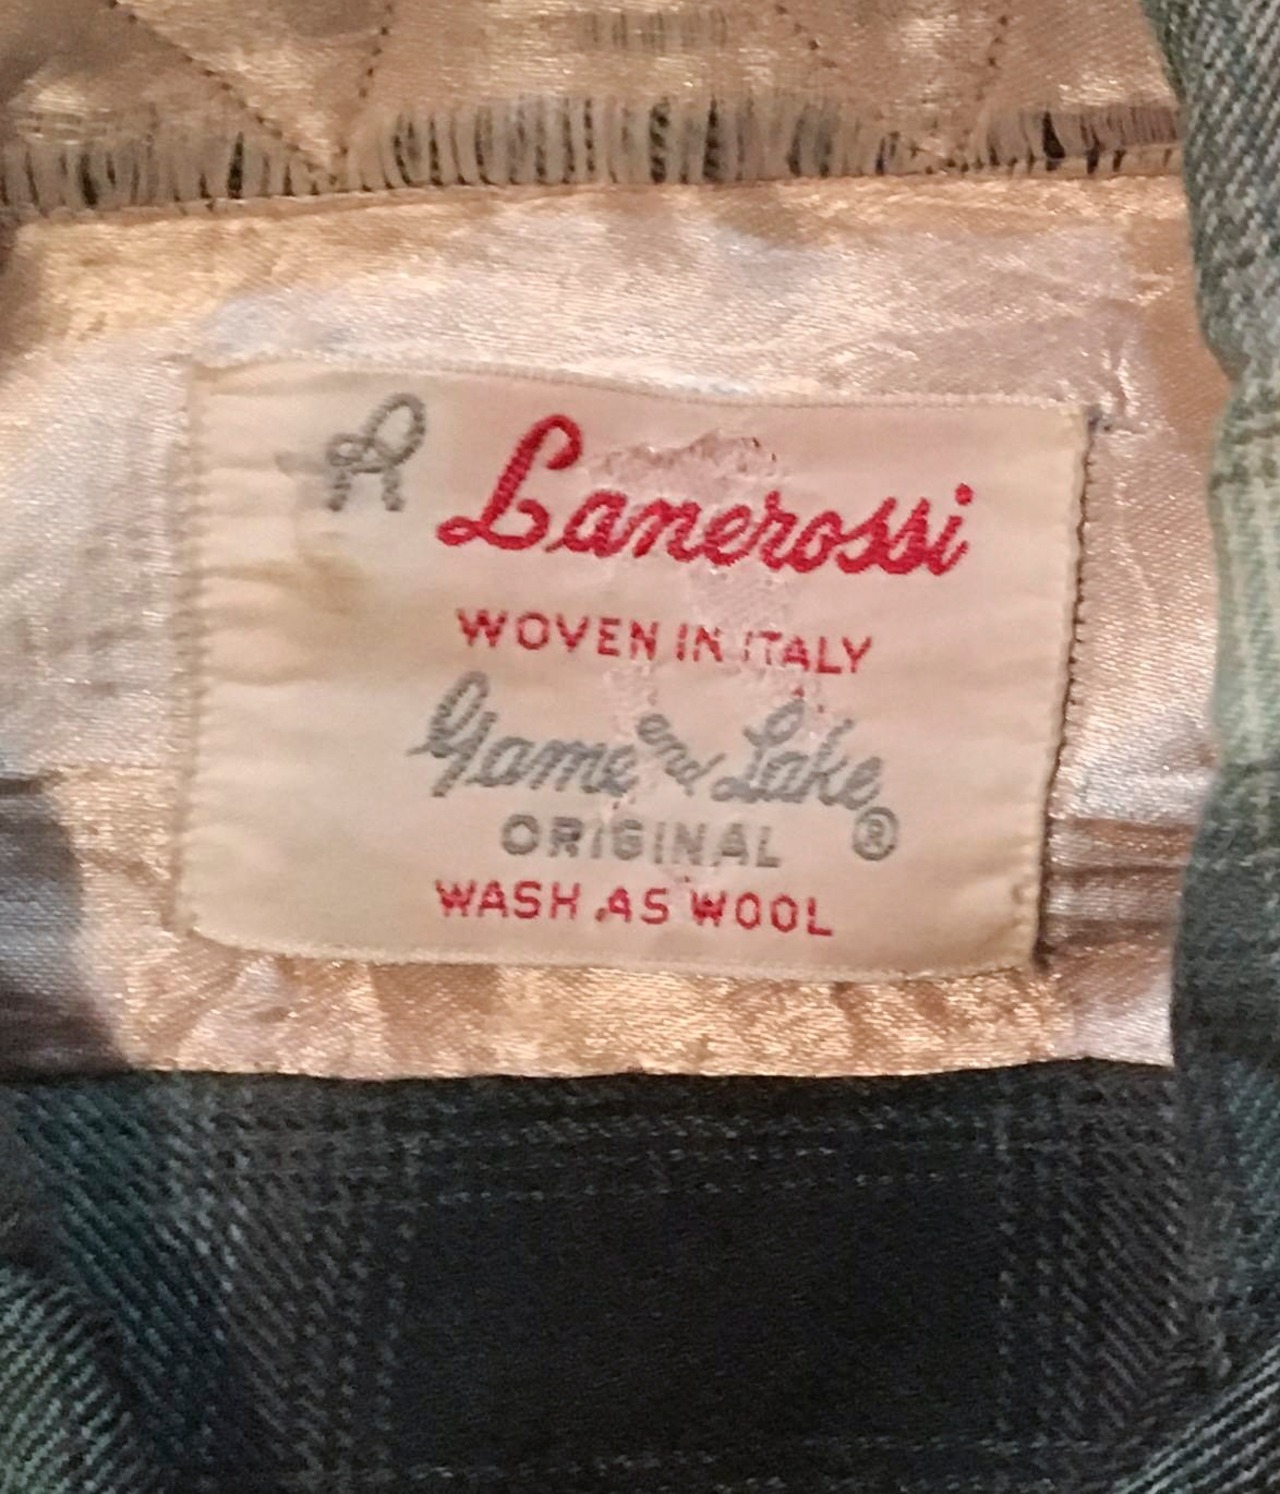 A Lanerossi
WOVEN IN ITALY
Game and Lake
ORIGINAL ®
WASH AS WOOL